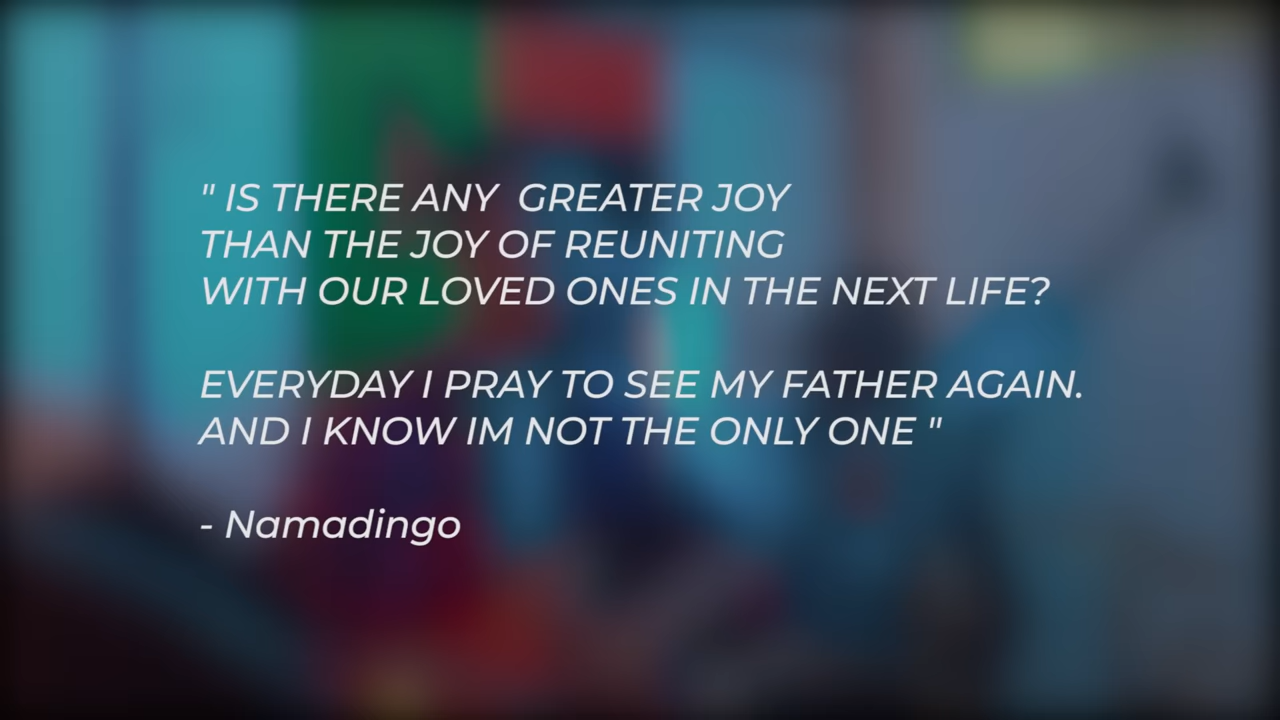 " IS THERE ANY  GREATER JOY
THAN THE JOY OF REUNITING
WITH OUR LOVED ONES IN THE NEXT LIFE?
EVERYDAY I PRAY TO SEE MY FATHER AGAIN.
AND I KNOW IM NOT THE ONLY ONE "
- Namadingo